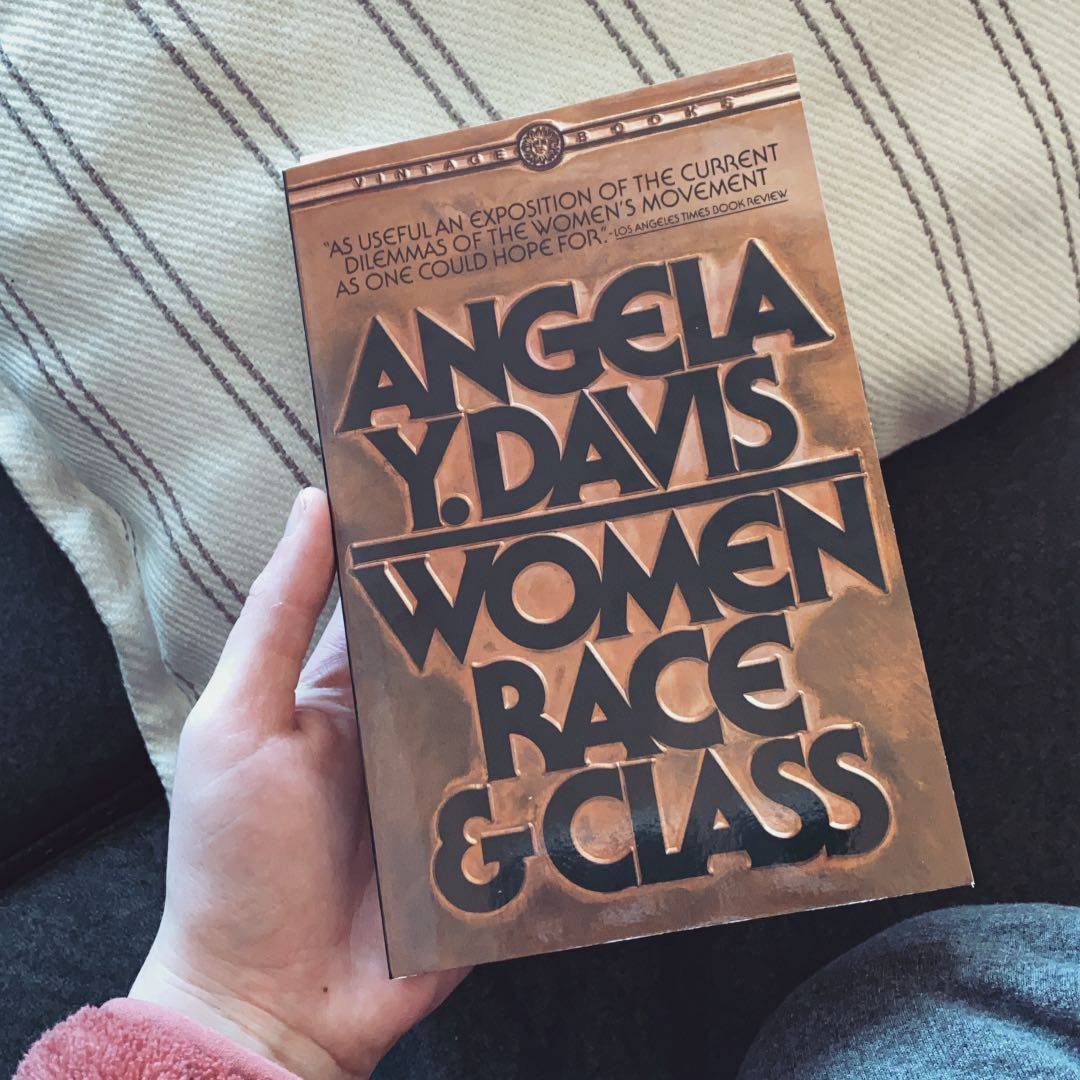 VINTAGE BOOKS
"AS USEFUL AN EXPOSITION OF THE CURRENT
DILEMMAS OF THE WOMEN'S MOVEMENT
AS ONE COULD HOPE FOR."-LOS ANGELES TIMES BOOK REVIEW
ANGELA
Y. DAVIS
WOMEN
RACE
& CLASS